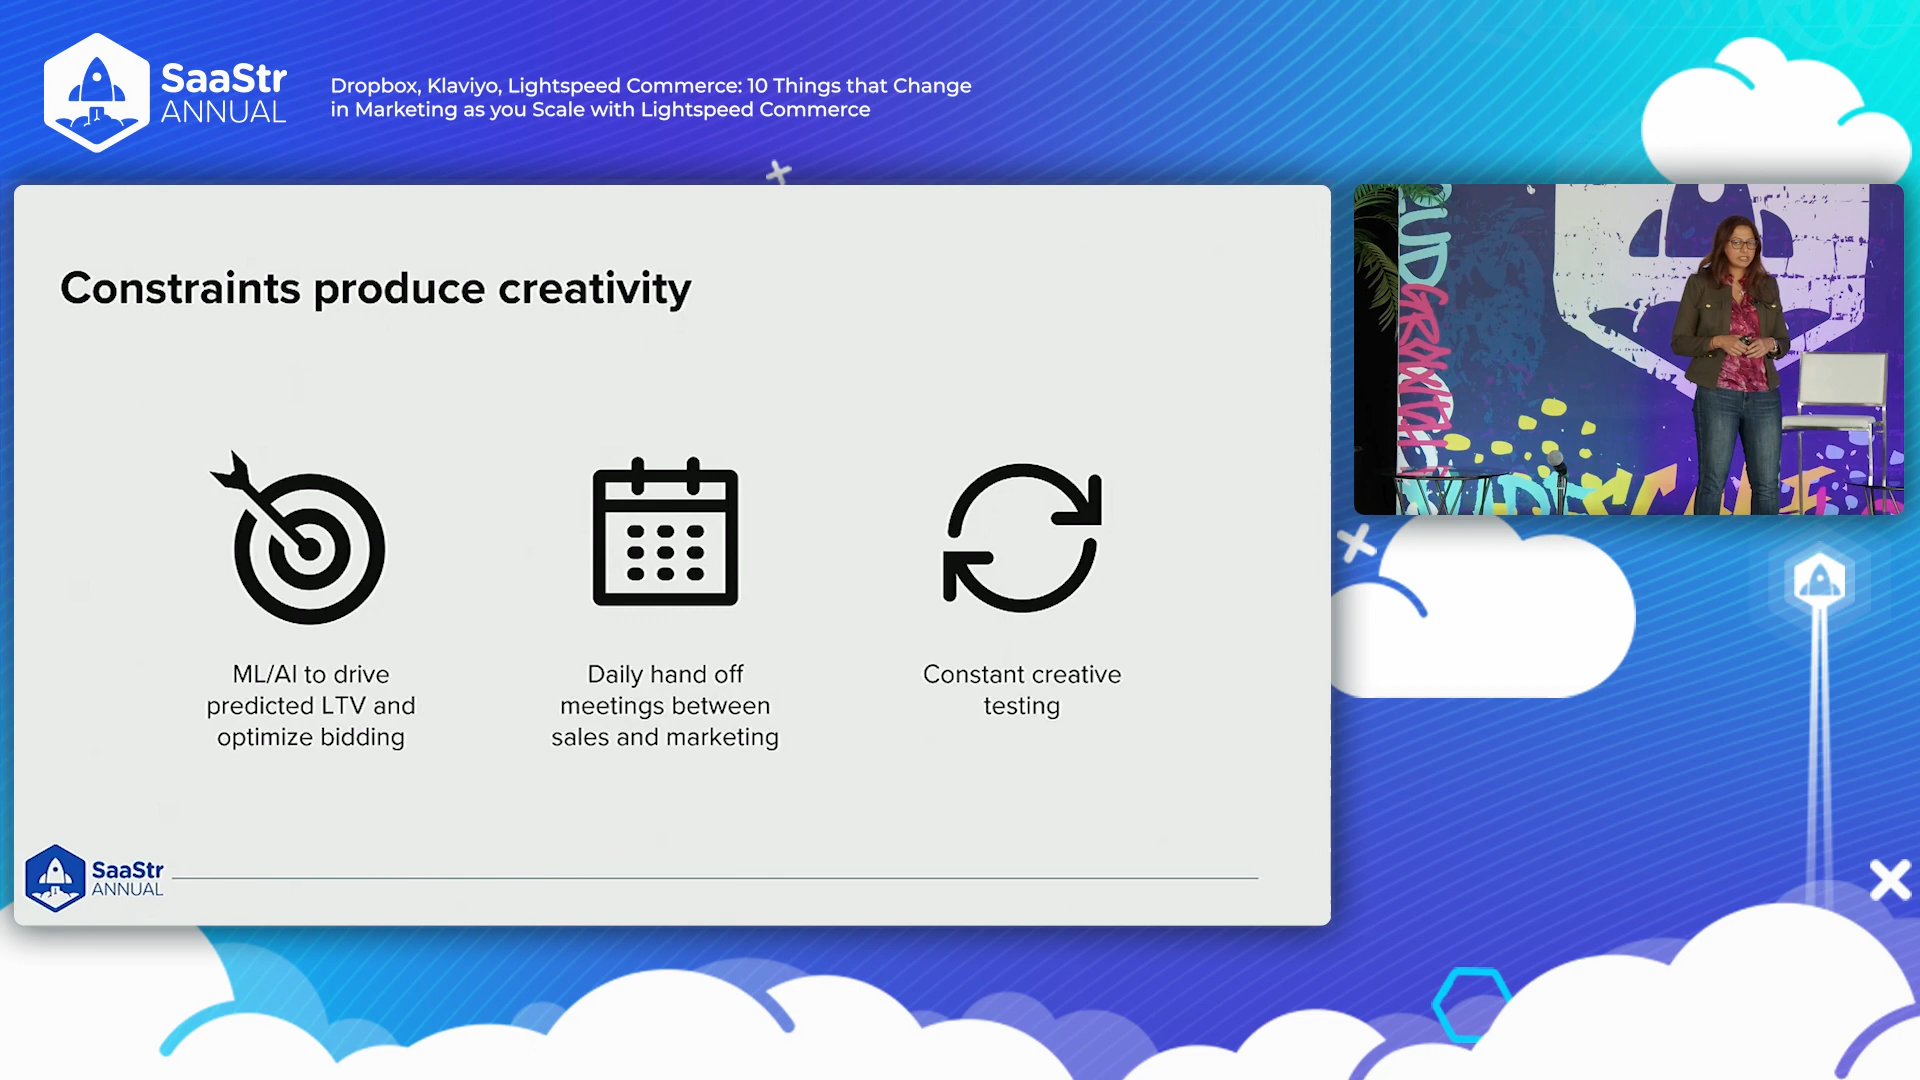 SaaStr
ANNUAL
Dropbox, Klaviyo, Lightspeed Commerce: 10 Things that Change
in Marketing as you Scale with Lightspeed Commerce
Constraints produce creativity
ML/AI to drive
predicted LTV and
optimize bidding
Daily hand off
meetings between
sales and marketing
Constant creative
testing
SaaStr
ANNUAL